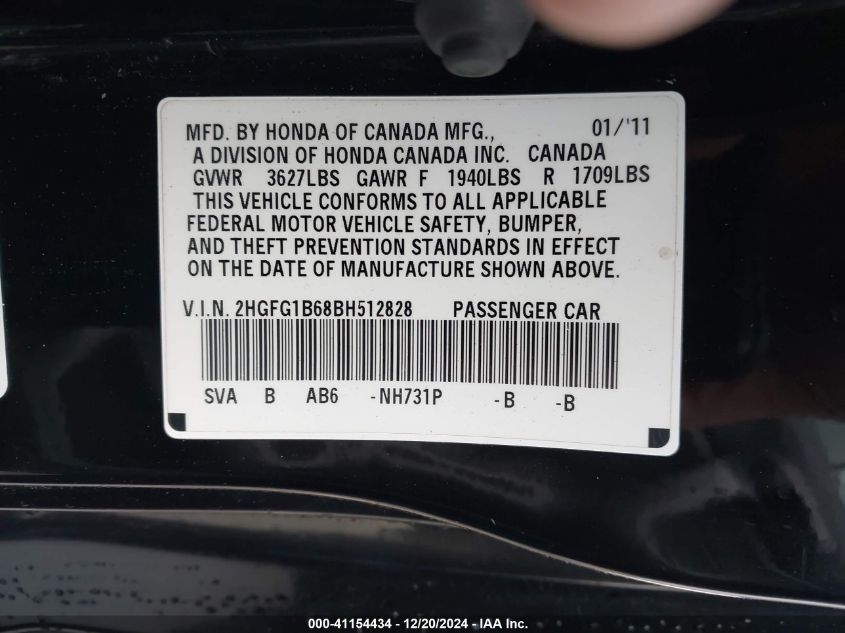 MFD. BY HONDA OF CANADA MFG., 01/'11
A DIVISION OF HONDA CANADA INC. CANADA
GVWR 3627LBS GAWR F 1940LBS R 1709LBS
THIS VEHICLE CONFORMS TO ALL APPLICABLE
FEDERAL MOTOR VEHICLE SAFETY, BUMPER,
AND THEFT PREVENTION STANDARDS IN EFFECT
ON THE DATE OF MANUFACTURE SHOWN ABOVE.
V.I.N. 2HGFG1B68BH512828 PASSENGER CAR
SVA B AB6 -NH731P -B -B
000-41154434 - 12/20/2024 - IAA Inc.